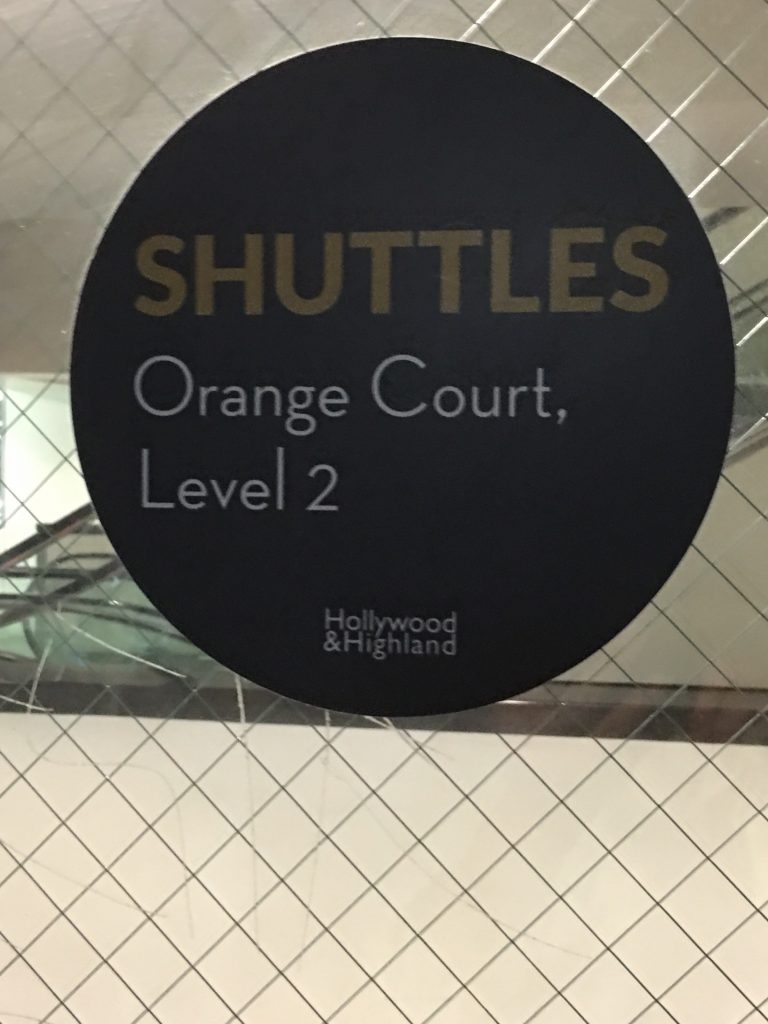 SHUTTLES
Orange Court,
Level 2
Hollywood
&Highland